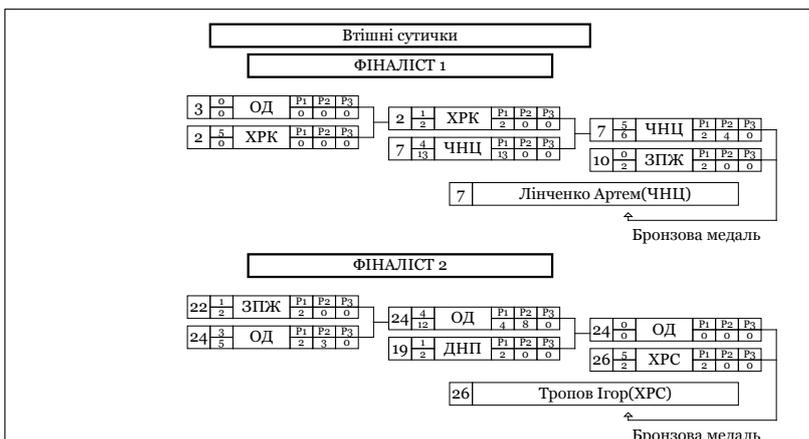 Втішні сутички
ФІНАЛІСТ 1
3 0 0 ОД P1 P2 P3 0 0 0
2 5 0 ХРК P1 P2 P3 0 0 0
2 1 2 ХРК P1 P2 P3 2 0 0
7 4 13 ЧНЦ P1 P2 P3 13 0 0
7 5 6 ЧНЦ P1 P2 P3 2 4 0
10 0 2 ЗПЖ P1 P2 P3 2 0 0
7 Лінченко Артем(ЧНЦ)
Бронзова медаль
ФІНАЛІСТ 2
22 1 2 ЗПЖ P1 P2 P3 2 0 0
24 3 5 ОД P1 P2 P3 2 3 0
24 4 12 ОД P1 P2 P3 4 8 0
19 1 2 ДНП P1 P2 P3 2 0 0
24 0 0 ОД P1 P2 P3 0 0 0
26 5 2 ХРС P1 P2 P3 2 0 0
26 Тропов Ігор(ХРС)
Бронзова медаль